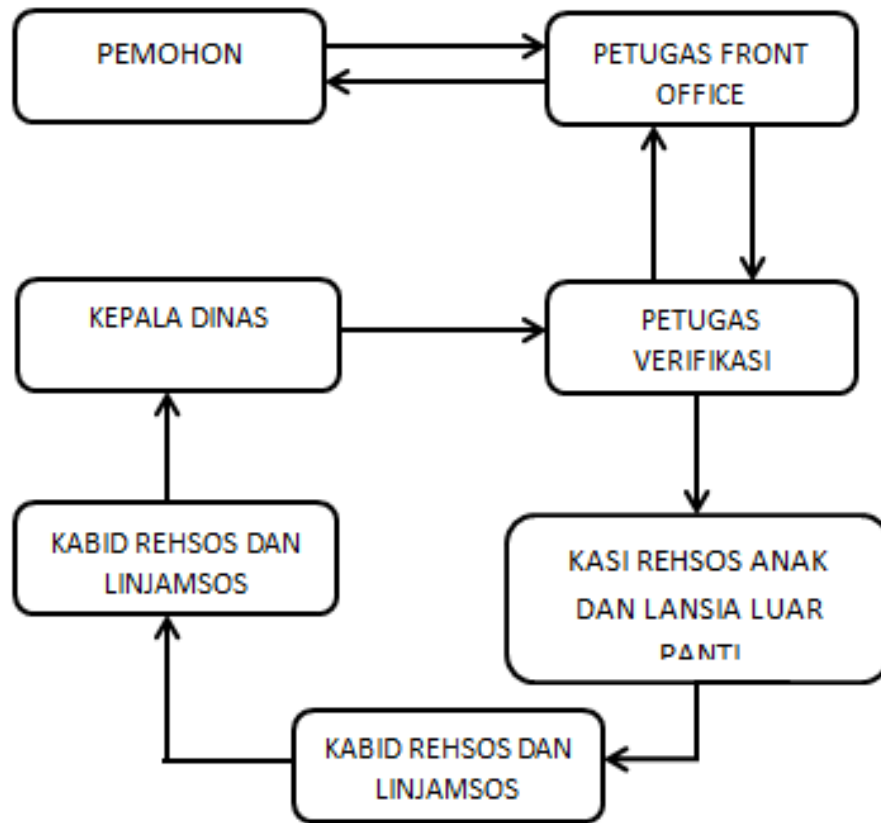 PEMOHON
PETUGAS FRONT
OFFICE
KEPALA DINAS
PETUGAS
VERIFIKASI
KABID REHSOS DAN
LINJAMSOS
KASI REHSOS ANAK
DAN LANSIA LUAR
PANTI
KABID REHSOS DAN
LINJAMSOS